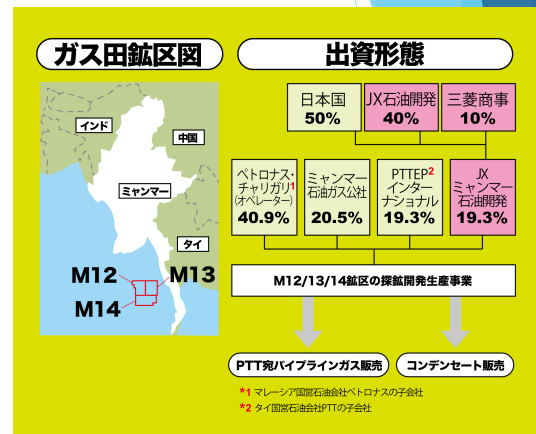 ガス田鉱区図
インド
中国
ミャンマー
タイ
M12
M13
M14
出資形態
日本国
50%
JX石油開発
40%
三菱商事
10%
ペトロナス・
チャリガリ*1
(オペレーター)
40.9%
ミャンマー
石油ガス公社
20.5%
PTTEP*2
インター
ナショナル
19.3%
JX
ミャンマー
石油開発
19.3%
M12/13/14鉱区の探鉱開発生産事業
PTT宛パイプラインガス販売
コンデンセート販売
*1 マレーシア国営石油会社ペトロナスの子会社
*2 タイ国営石油会社PTTの子会社